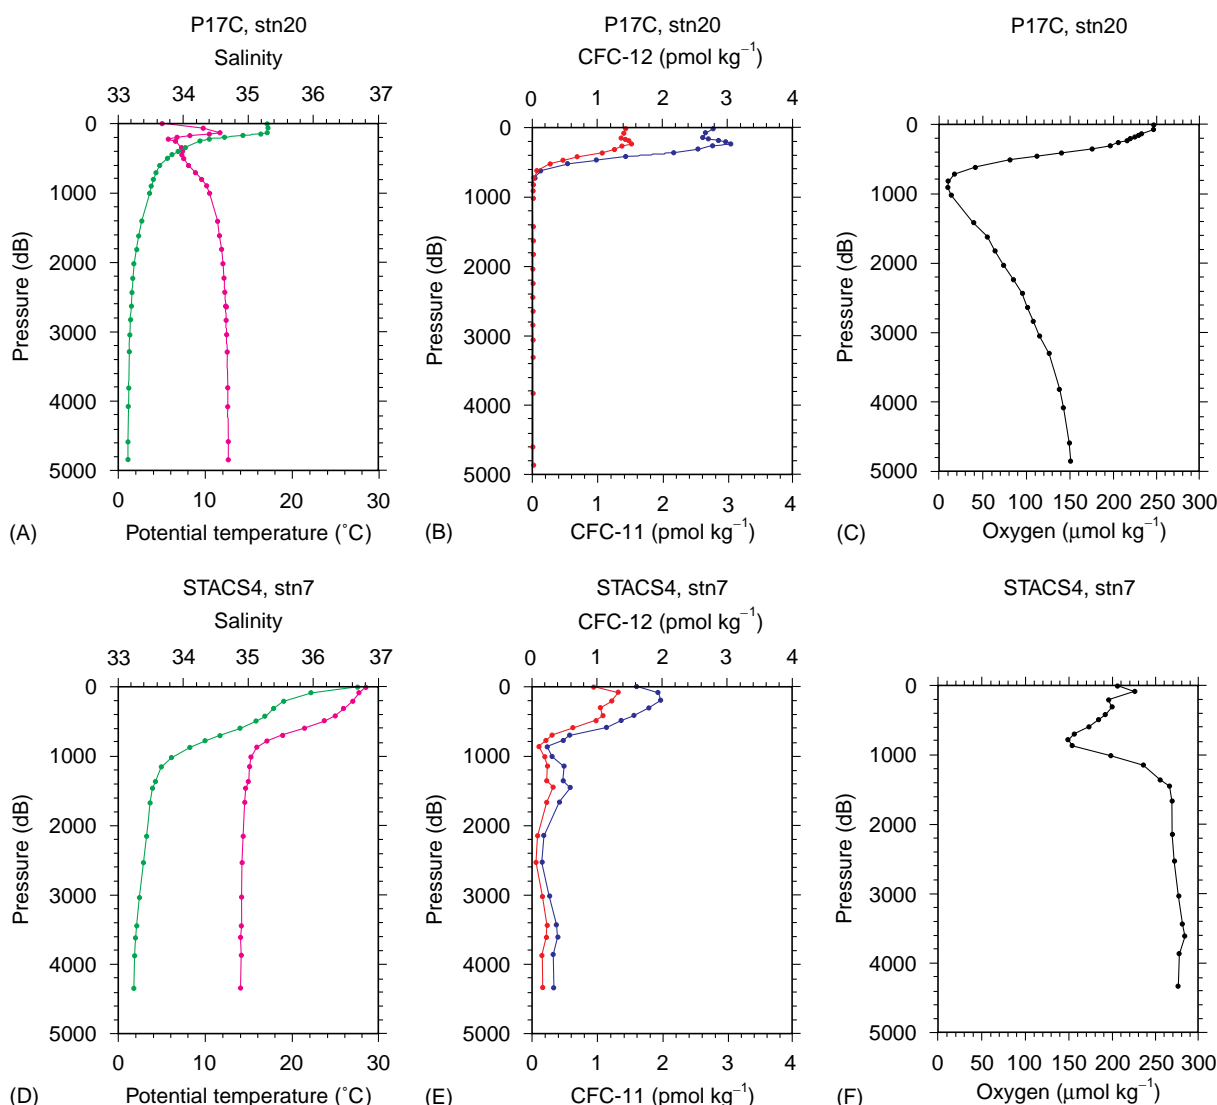 P17C, stn20
Salinity
33 34 35 36 37
0
1000
2000
3000
4000
5000
Pressure (dB)
0 10 20 30
Potential temperature (˚C)
(A)
P17C, stn20
CFC-12 (pmol kg⁻¹)
0 1 2 3 4
0
1000
2000
3000
4000
5000
Pressure (dB)
0 1 2 3 4
CFC-11 (pmol kg⁻¹)
(B)
P17C, stn20
0
1000
2000
3000
4000
5000
Pressure (dB)
0 50 100 150 200 250 300
Oxygen (μmol kg⁻¹)
(C)
STACS4, stn7
Salinity
33 34 35 36 37
0
1000
2000
3000
4000
5000
Pressure (dB)
0 10 20 30
Potential temperature (˚C)
(D)
STACS4, stn7
CFC-12 (pmol kg⁻¹)
0 1 2 3 4
0
1000
2000
3000
4000
5000
Pressure (dB)
0 1 2 3 4
CFC-11 (pmol kg⁻¹)
(E)
STACS4, stn7
0
1000
2000
3000
4000
5000
Pressure (dB)
0 50 100 150 200 250 300
Oxygen (μmol kg⁻¹)
(F)